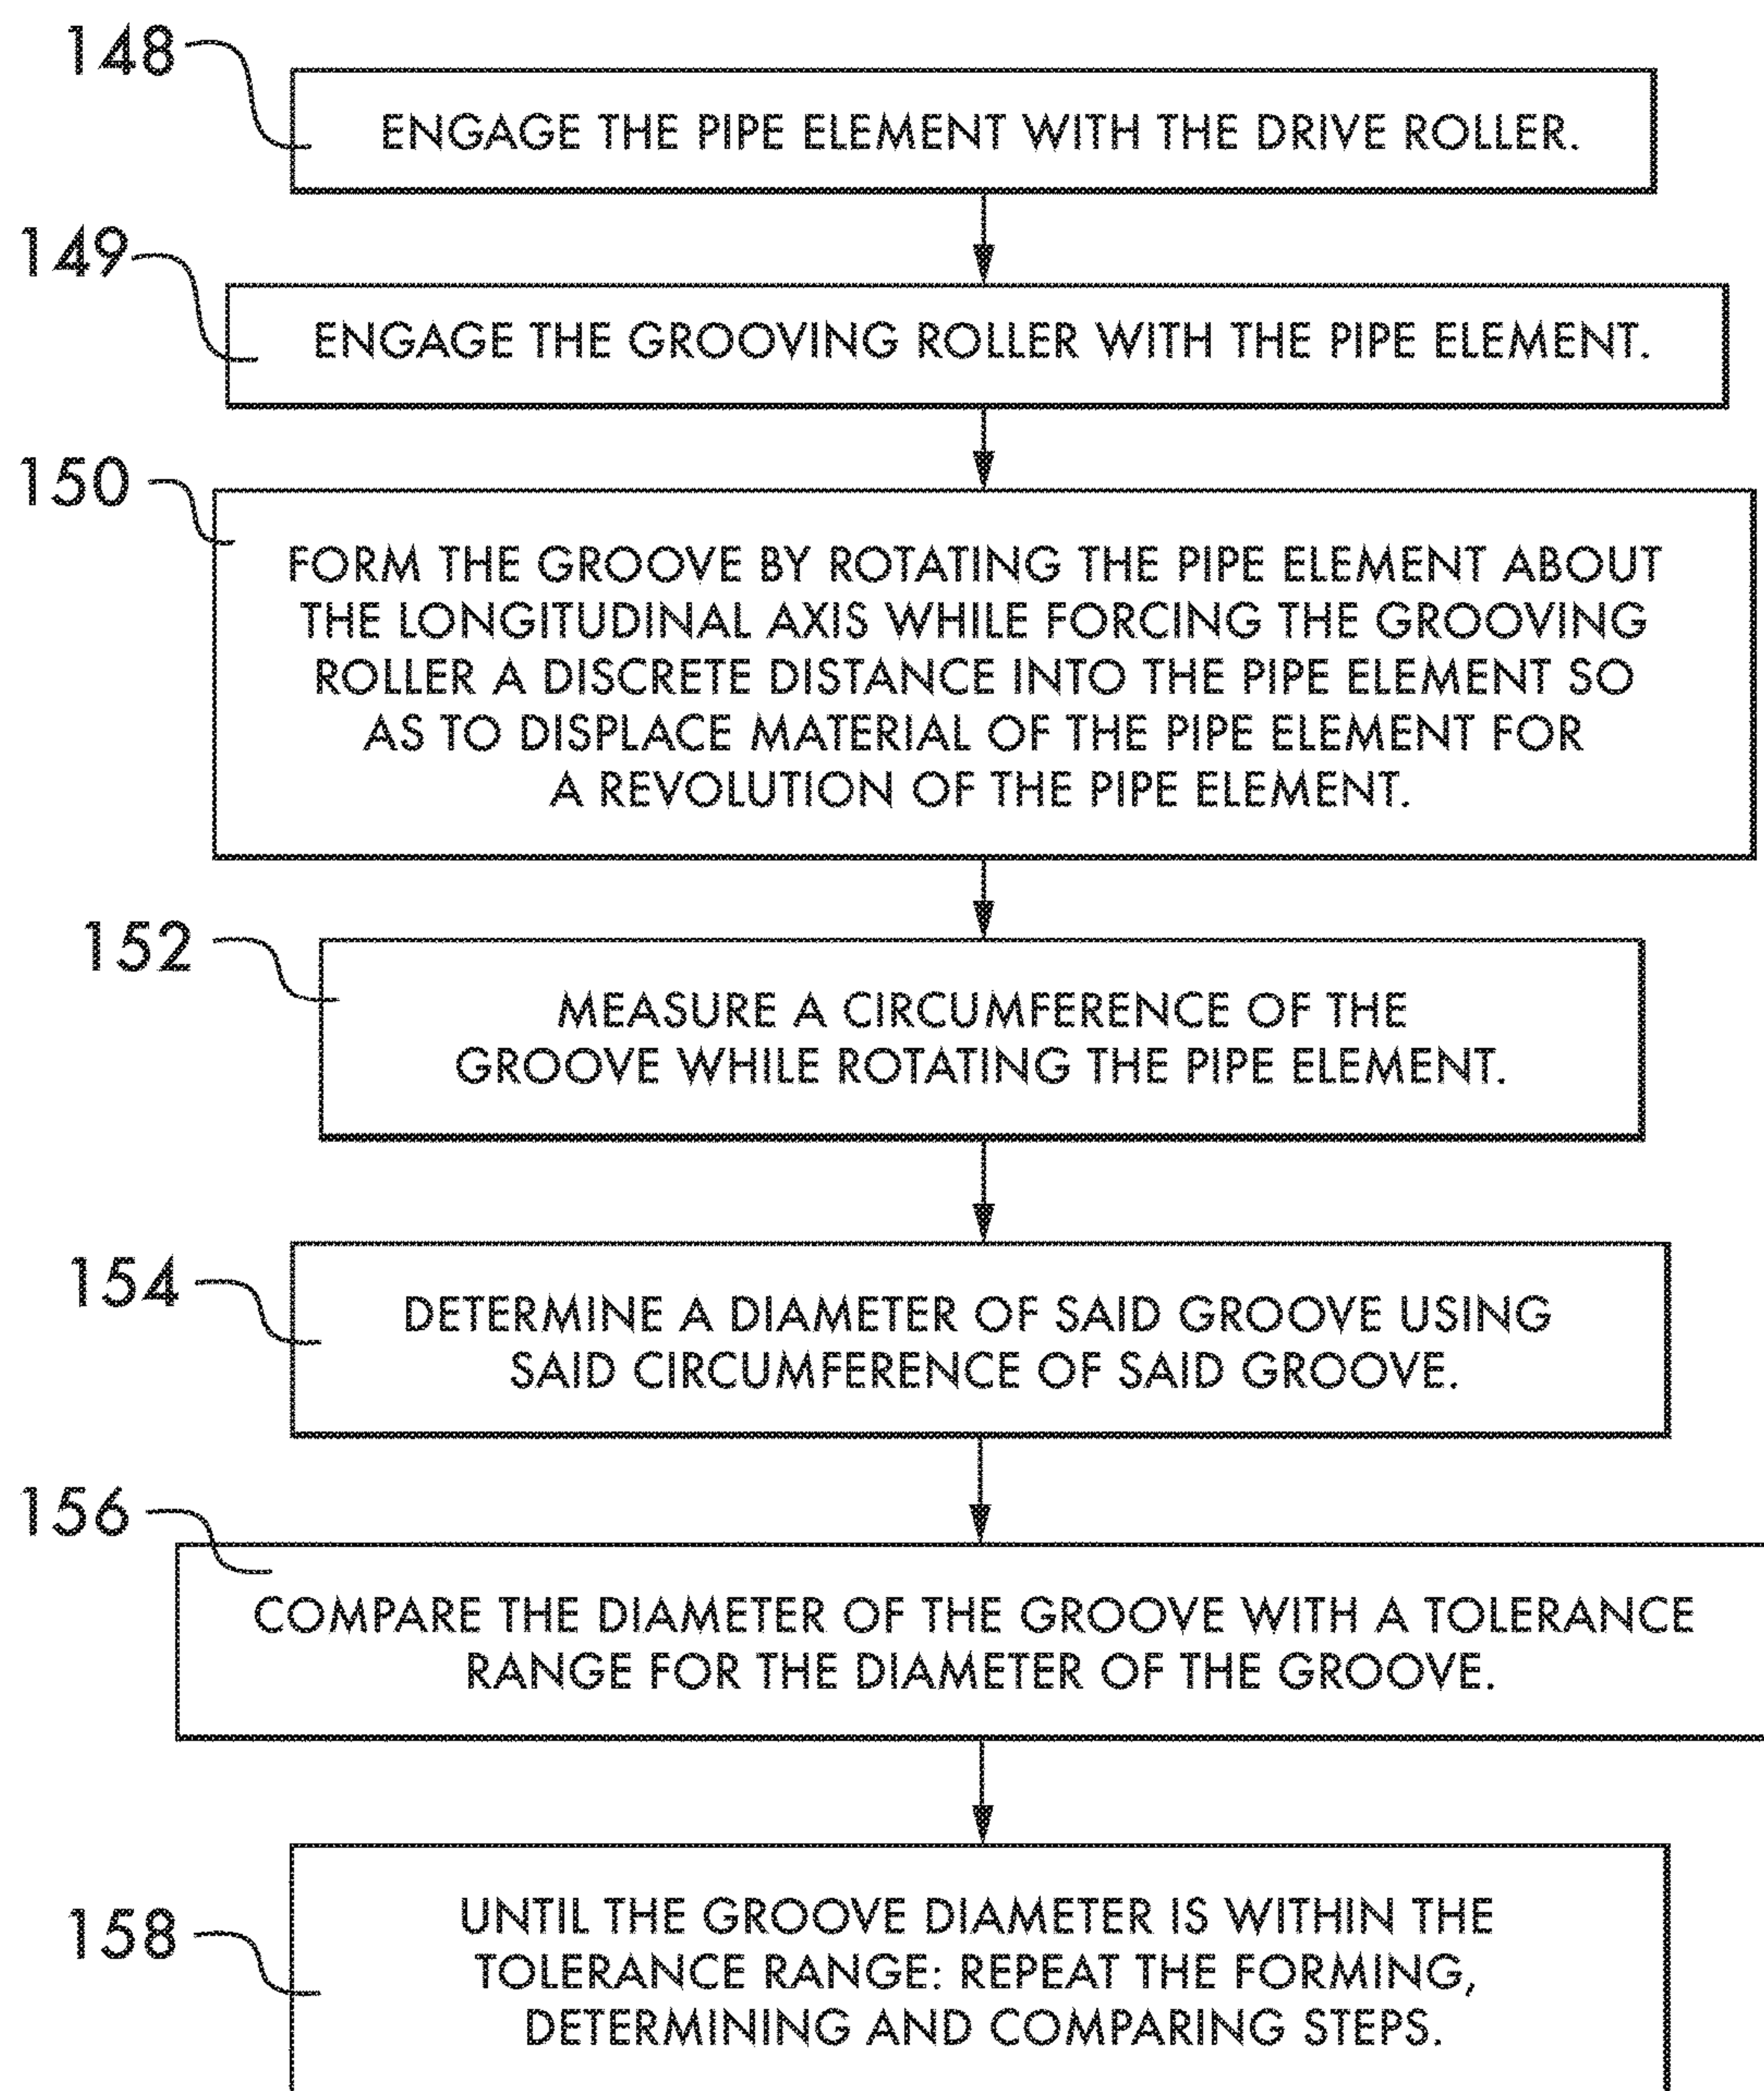 148
ENGAGE THE PIPE ELEMENT WITH THE DRIVE ROLLER.
149
ENGAGE THE GROOVING ROLLER WITH THE PIPE ELEMENT.
150
FORM THE GROOVE BY ROTATING THE PIPE ELEMENT ABOUT
THE LONGITUDINAL AXIS WHILE FORCING THE GROOVING
ROLLER A DISCRETE DISTANCE INTO THE PIPE ELEMENT SO
AS TO DISPLACE MATERIAL OF THE PIPE ELEMENT FOR
A REVOLUTION OF THE PIPE ELEMENT.
152
MEASURE A CIRCUMFERENCE OF THE
GROOVE WHILE ROTATING THE PIPE ELEMENT.
154
DETERMINE A DIAMETER OF SAID GROOVE USING
SAID CIRCUMFERENCE OF SAID GROOVE.
156
COMPARE THE DIAMETER OF THE GROOVE WITH A TOLERANCE
RANGE FOR THE DIAMETER OF THE GROOVE.
158
UNTIL THE GROOVE DIAMETER IS WITHIN THE
TOLERANCE RANGE: REPEAT THE FORMING,
DETERMINING AND COMPARING STEPS.